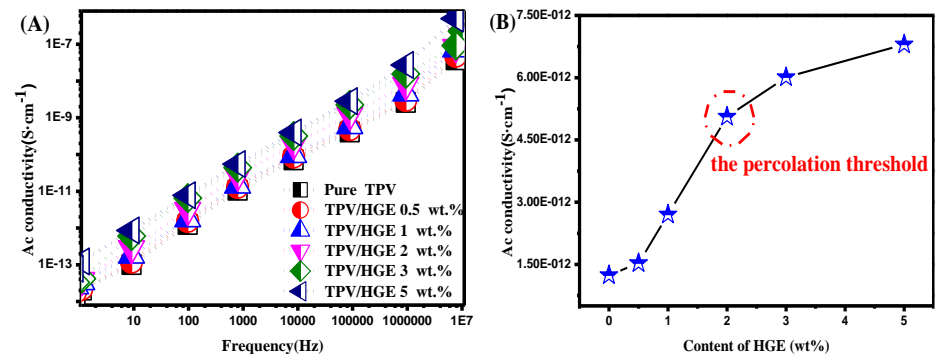 (A)
Ac conductivity(S·cm⁻¹)
1E-7
1E-9
1E-11
1E-13
Pure TPV
TPV/HGE 0.5 wt.%
TPV/HGE 1 wt.%
TPV/HGE 2 wt.%
TPV/HGE 3 wt.%
TPV/HGE 5 wt.%
10 100 1000 10000 100000 1000000 1E7
Frequency(Hz)
(B)
Ac conductivity(S·cm⁻¹)
7.50E-012
6.00E-012
4.50E-012
3.00E-012
1.50E-012
the percolation threshold
0 1 2 3 4 5
Content of HGE (wt%)